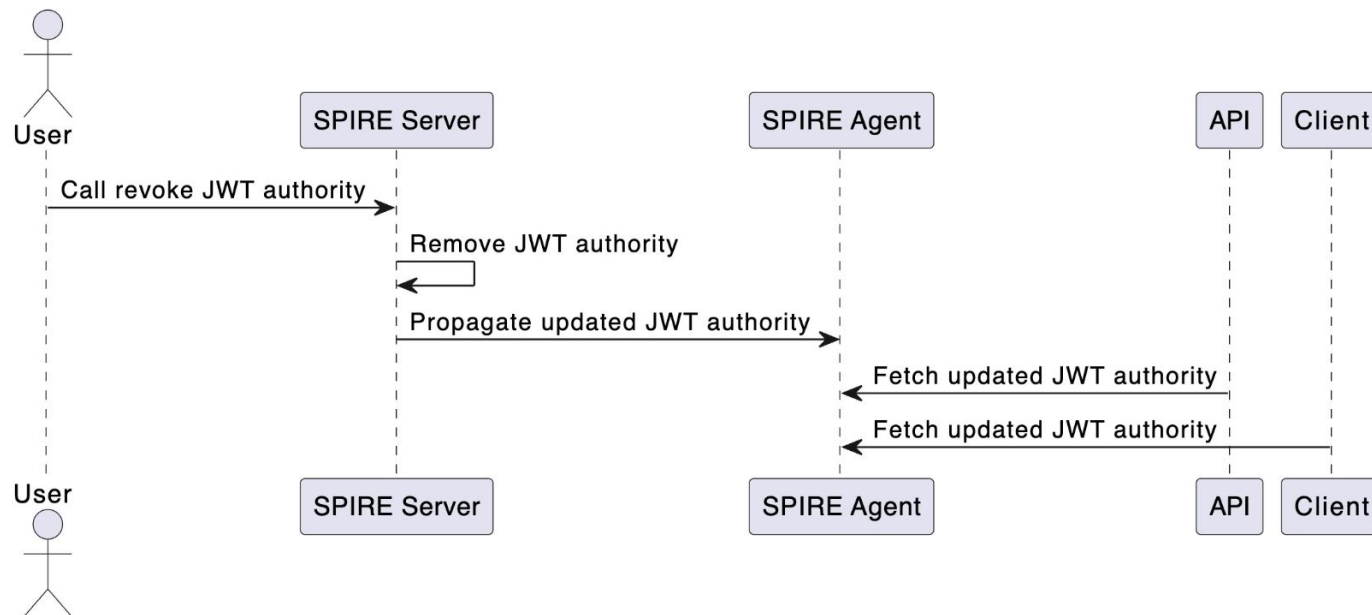 User
SPIRE Server
SPIRE Agent
API
Client
Call revoke JWT authority
Remove JWT authority
Propagate updated JWT authority
Fetch updated JWT authority
Fetch updated JWT authority
User
SPIRE Server
SPIRE Agent
API
Client